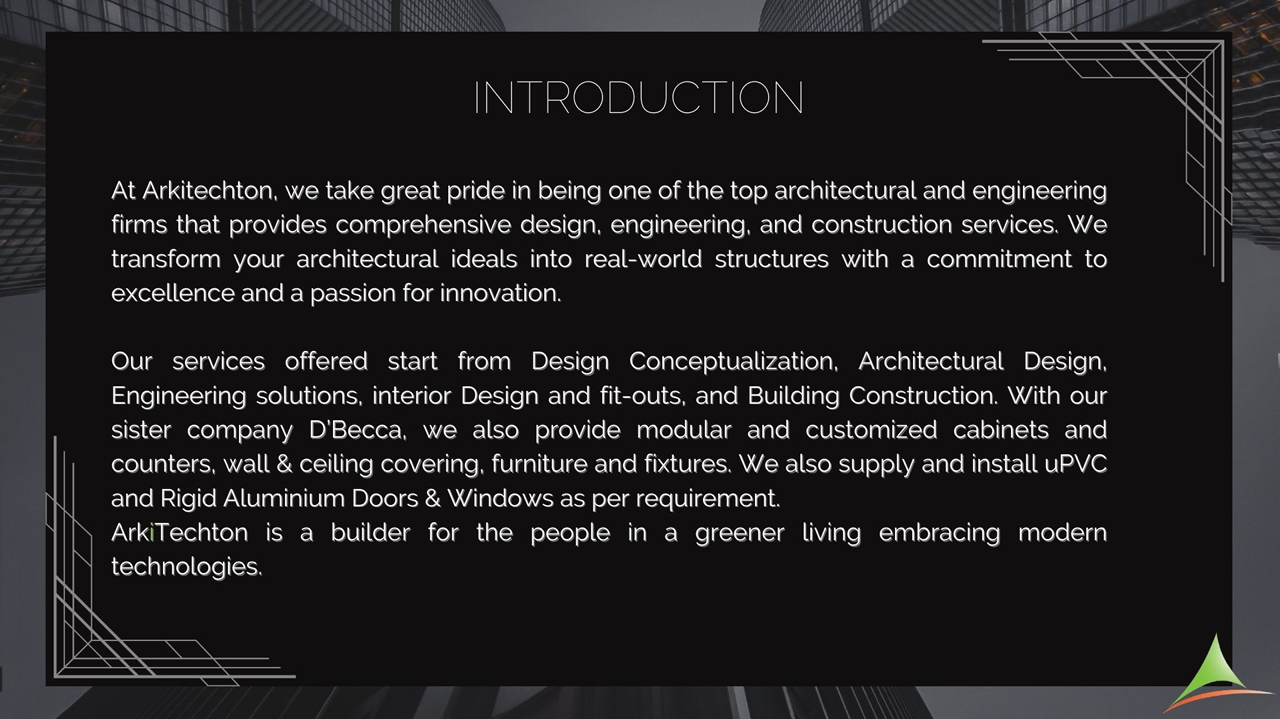 INTRODUCTION
At Arkitechton, we take great pride in being one of the top architectural and engineering
firms that provides comprehensive design, engineering, and construction services. We
transform your architectural ideals into real-world structures with a commitment to
excellence and a passion for innovation.
Our services offered start from Design Conceptualization, Architectural Design,
Engineering solutions, interior Design and fit-outs, and Building Construction. With our
sister company D'Becca, we also provide modular and customized cabinets and
counters, wall & ceiling covering, furniture and fixtures. We also supply and install uPVC
and Rigid Aluminium Doors & Windows as per requirement.
ArkiTechton is a builder for the people in a greener living embracing modern
technologies.